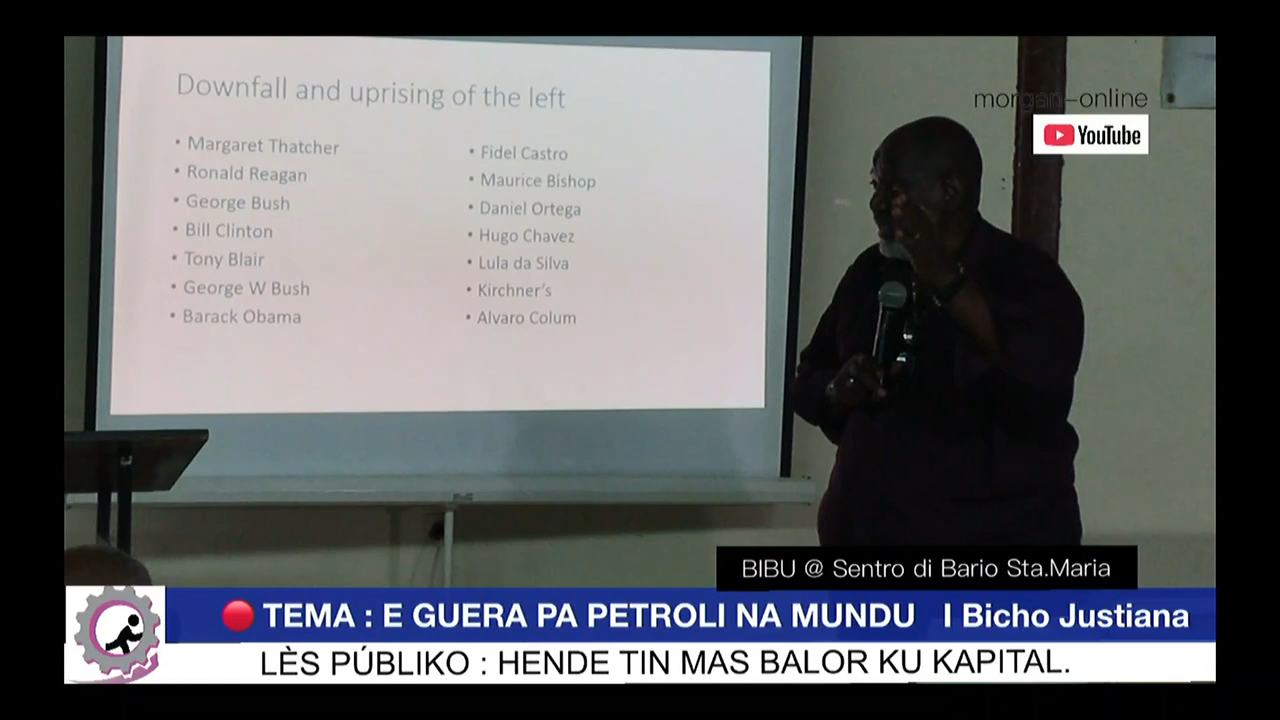 Downfall and uprising of the left
• Margaret Thatcher
• Ronald Reagan
• George Bush
• Bill Clinton
• Tony Blair
• George W Bush
• Barack Obama
• Fidel Castro
• Maurice Bishop
• Daniel Ortega
• Hugo Chavez
• Lula da Silva
• Kirchner's
• Alvaro Colum
morgan-online
YouTube
BIBU @ Sentro di Bario Sta.Maria
TEMA : E GUERA PA PETROLI NA MUNDU I Bicho Justiana
LÈS PÚBLIKO : HENDE TIN MAS BALOR KU KAPITAL.